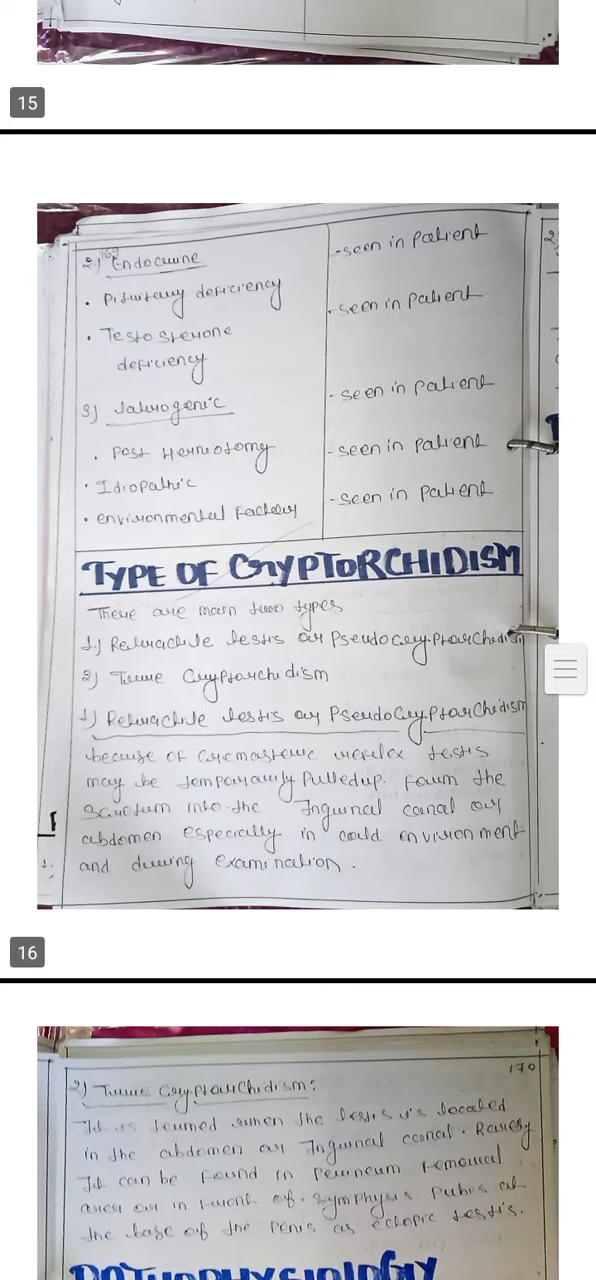 15
169
2.) Endocrine
-seen in patient
• Pituitary deficiency
-seen in patient
• Testosterone
deficiency
-seen in patient
3) Iatrogenic
• Post Herniotomy
-seen in patient
• Idiopathic
-seen in patient
• environmental factors
TYPE OF CRYPTORCHIDISM
There are main two types
1.) Retractile testis or Pseudocryptorchidism
2) True Cryptorchidism
1) Retractile testis or Pseudocryptorchidism
because of cremasteric reflex testis
may be temporarily pulled up. from the
scrotum into the Inguinal canal or
abdomen especially in could environment
and during examination.
16
170
2) True Cryptorchidism:
It is termed when the testis is located
in the abdomen or Inguinal canal. Rarely
It can be found in perineum femoral
area or in front of symphysis pubis at
the base of the penis as ectopic testis.
PATHOPHYSIOLOGY